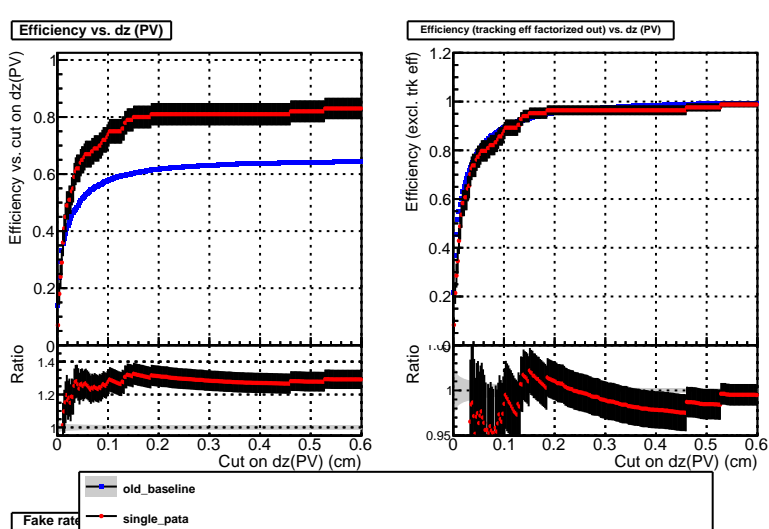 Efficiency vs. dz (PV)
Efficiency vs. cut on dz(PV)
1
0.8
0.6
0.4
0.2
0
Ratio
1.4
1.2
1
0 0.1 0.2 0.3 0.4 0.5 0.6
Cut on dz(PV) (cm)
Efficiency (tracking eff factorized out) vs. dz (PV)
Efficiency (excl. trk eff)
1.2
1
0.8
0.6
0.4
0.2
0
Ratio
1
0.95
0 0.1 0.2 0.3 0.4 0.5 0.6
Cut on dz(PV) (cm)
old_baseline
single_pata
Fake rate